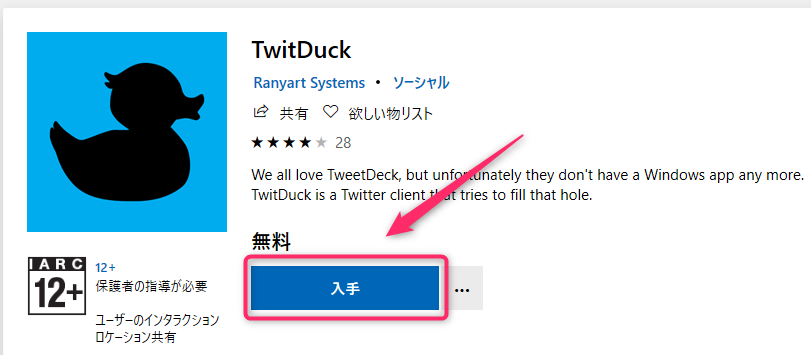 TwitDuck
Ranyart Systems • ソーシャル
共有 欲しい物リスト
28
We all love TweetDeck, but unfortunately they don't have a Windows app any more.
TwitDuck is a Twitter client that tries to fill that hole.
無料
入手 ...
IARC
12+
12+
保護者の指導が必要
ユーザーのインタラクション
ロケーション共有